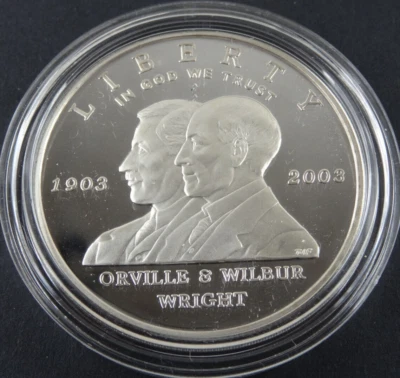 LIBERTY
IN GOD WE TRUST
1903 2003
ORVILLE & WILBUR
WRIGHT